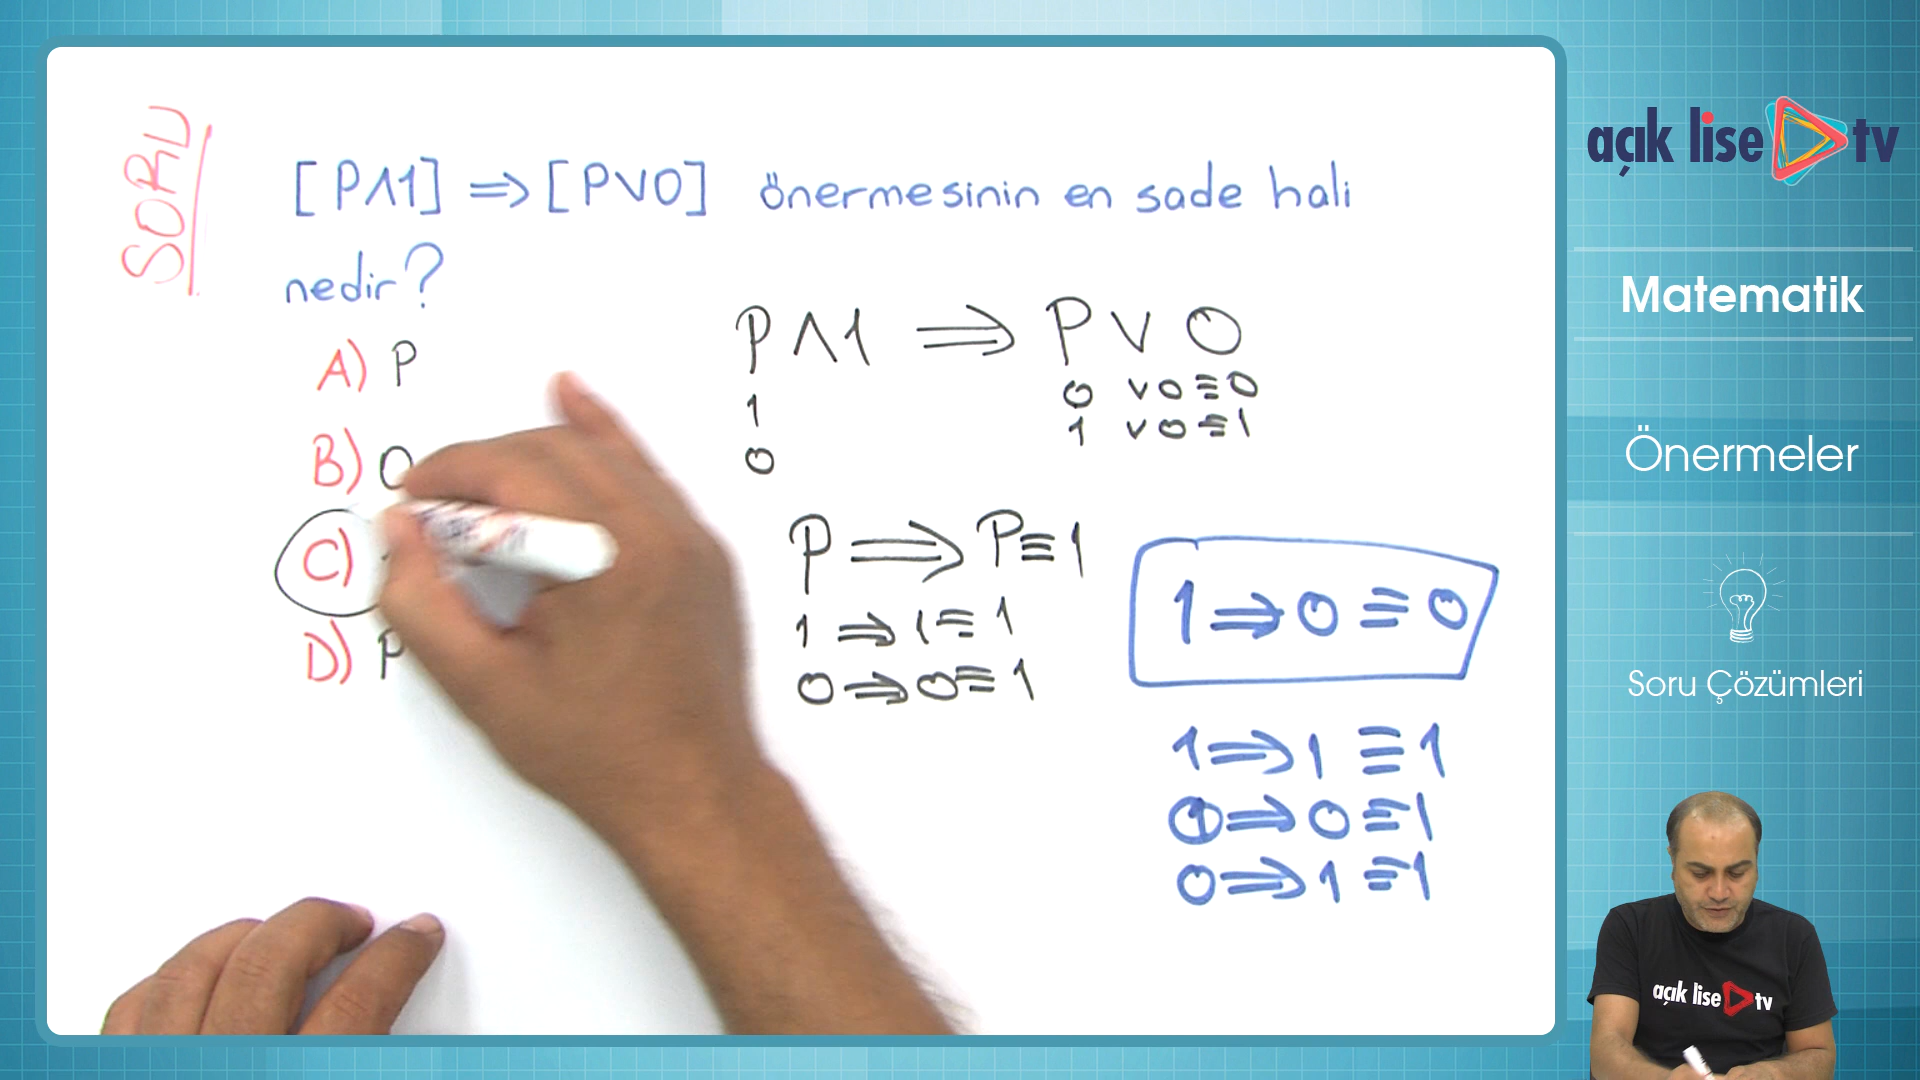 SORU
[P∧1] ⇒ [P∨0] önermesinin en sade hali
nedir?
A) P
B) 0
C)
D) P
P∧1 ⇒ P∨0
1
0
0 ∨0≡0
1 ∨0≡1
P ⇒ P≡1
1 ⇒ 1≡1
0 ⇒ 0≡1
1⇒0≡0
1⇒1≡1
⇒0≡1
0⇒1≡1
açık lise tv
Matematik
Önermeler
Soru Çözümleri
açık lise tv